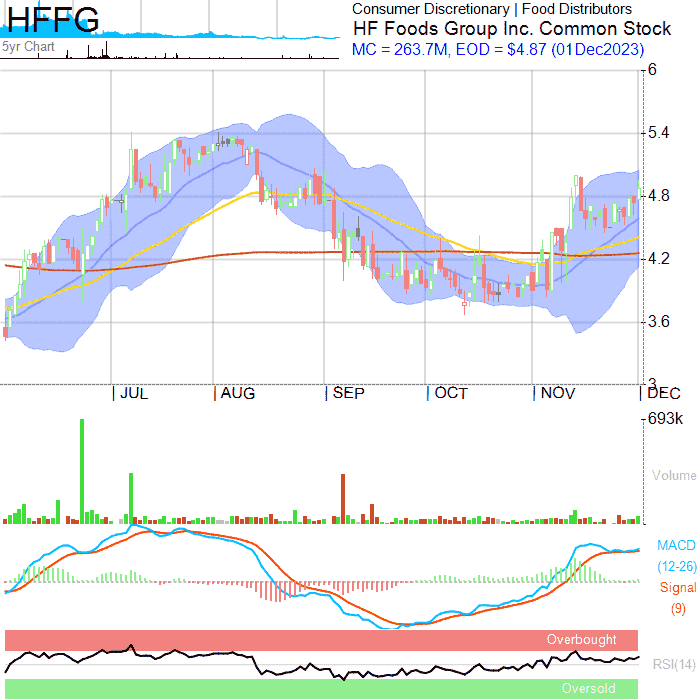 HFFG
5yr Chart
Consumer Discretionary | Food Distributors
HF Foods Group Inc. Common Stock
MC = 263.7M, EOD = $4.87 (01Dec2023)
6
5.4
4.8
4.2
3.6
3
JUL AUG SEP OCT NOV DEC
693k
Volume
MACD
(12-26)
Signal
(9)
Overbought
RSI(14)
Oversold